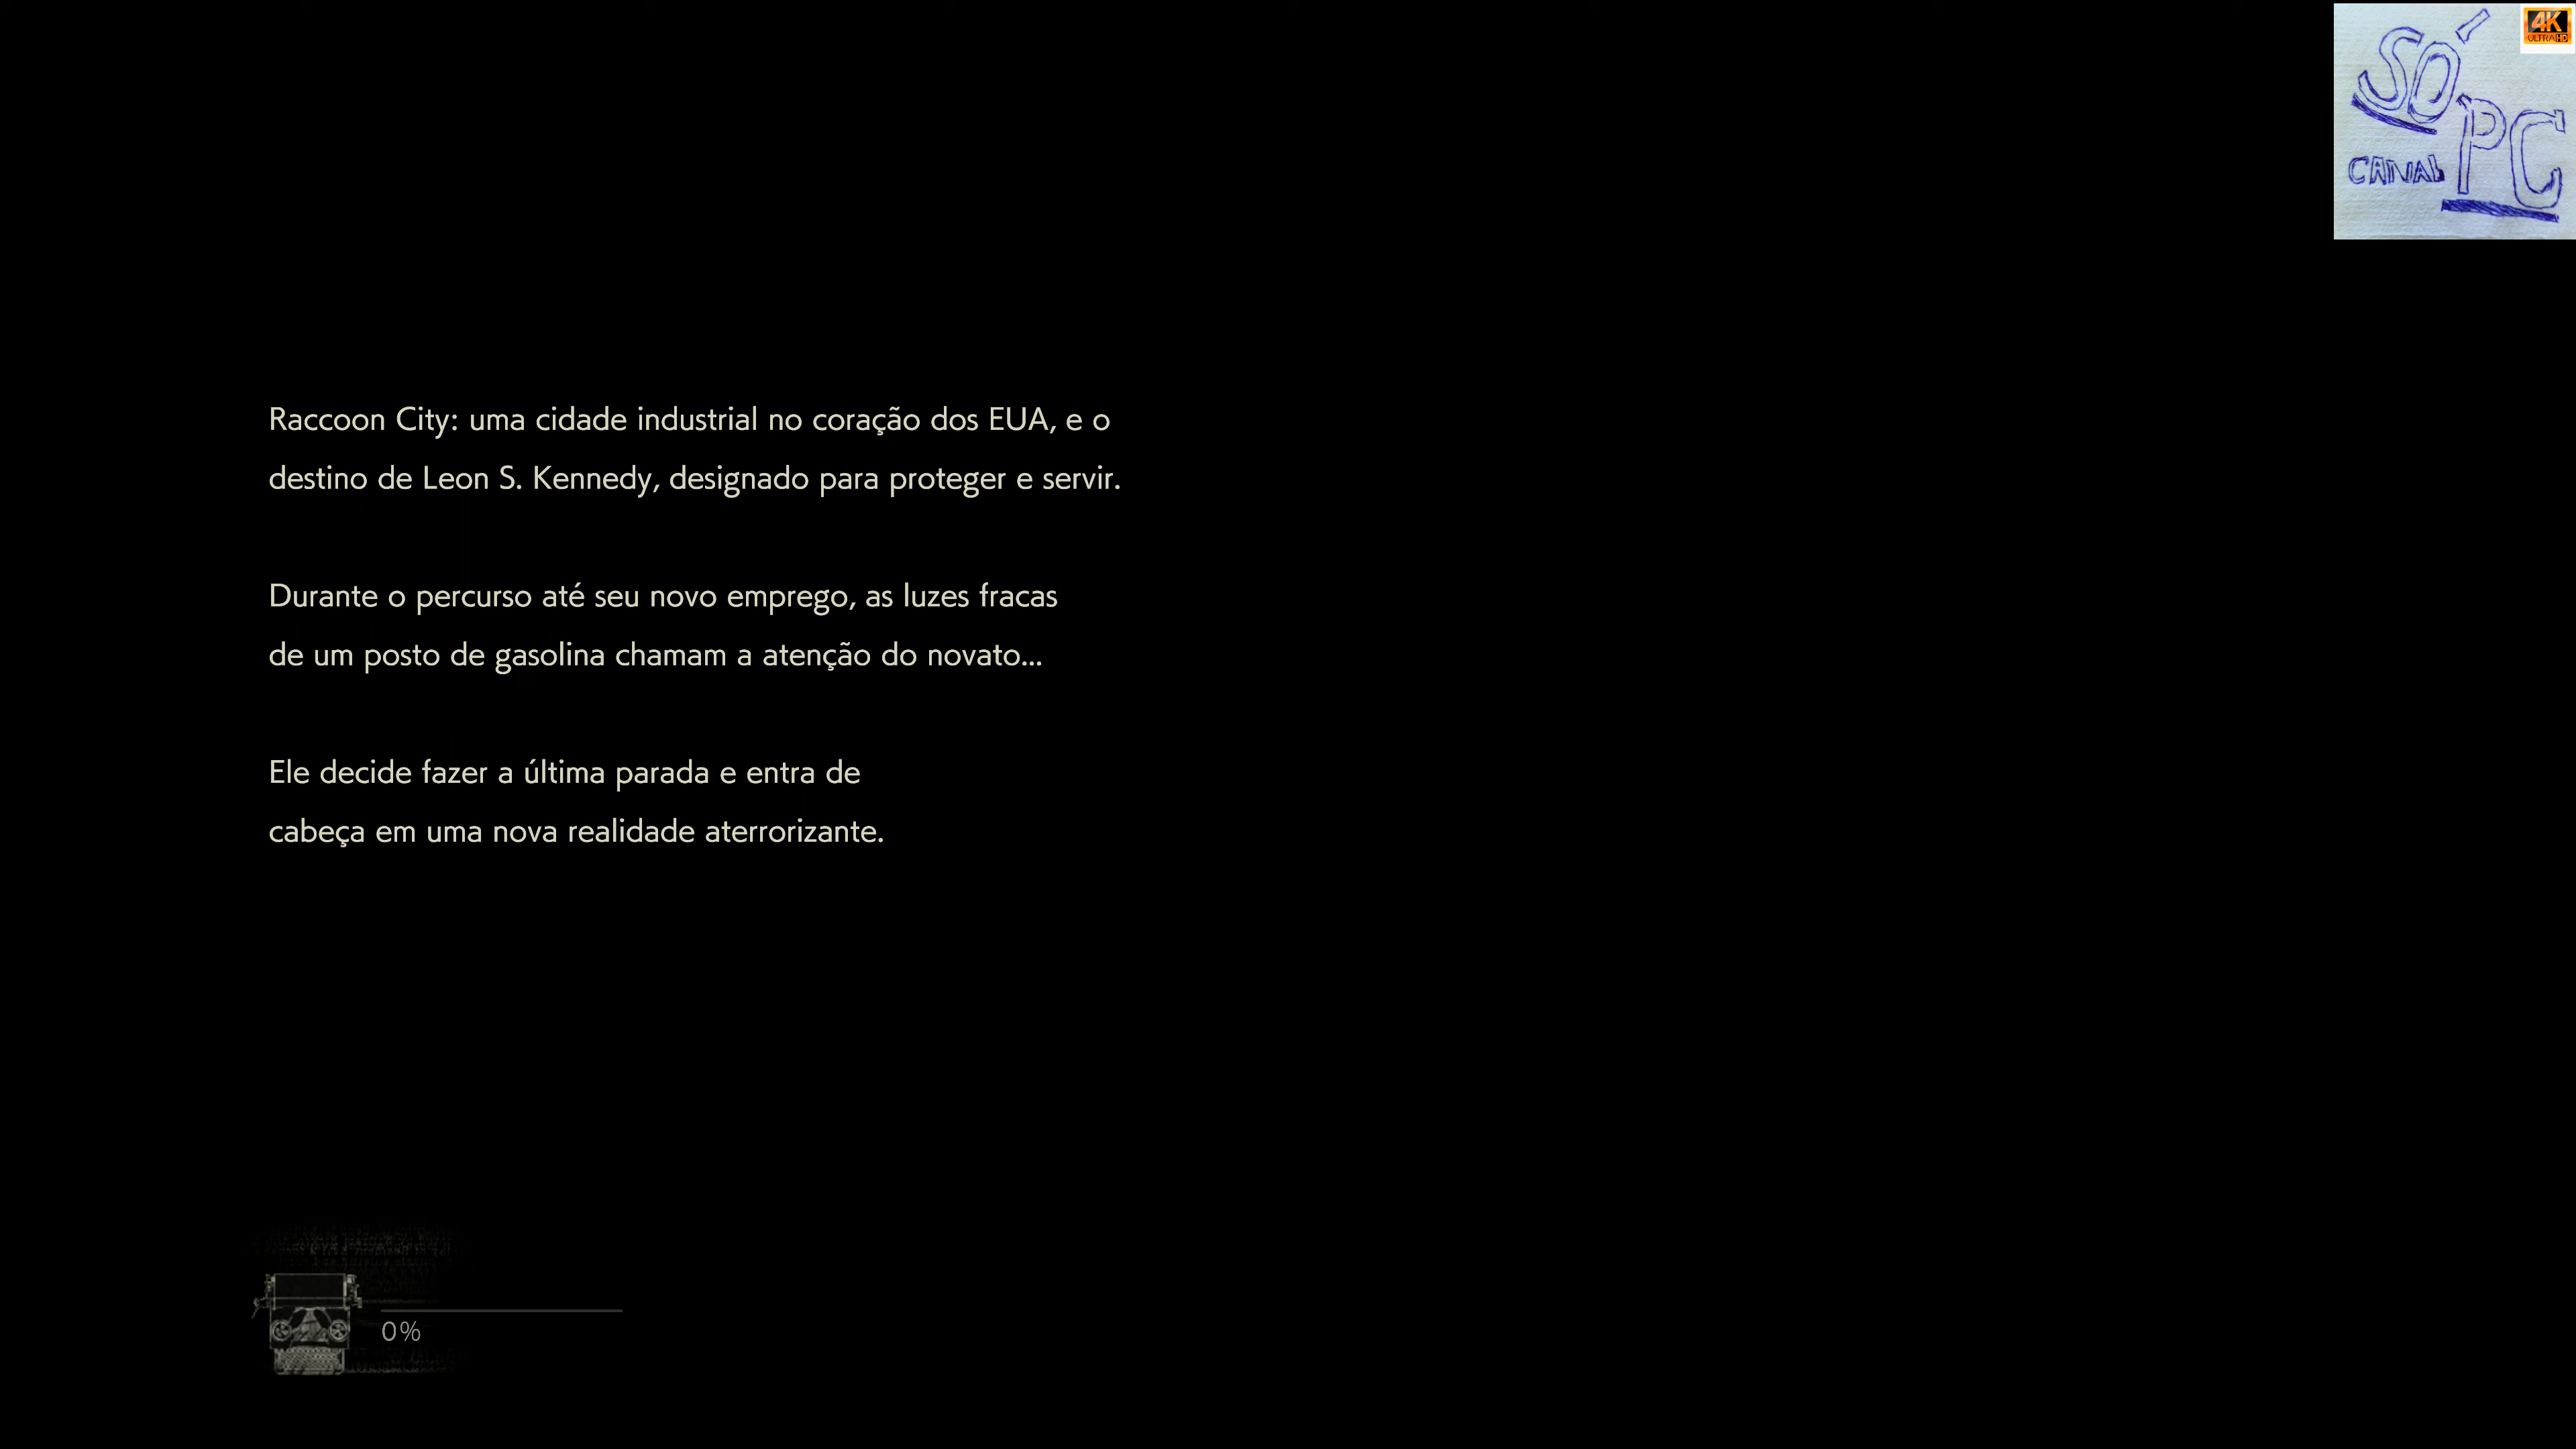 SÓ
PC
CANAL
4K
ULTRA HD
Raccoon City: uma cidade industrial no coração dos EUA, e o
destino de Leon S. Kennedy, designado para proteger e servir.
Durante o percurso até seu novo emprego, as luzes fracas
de um posto de gasolina chamam a atenção do novato...
Ele decide fazer a última parada e entra de
cabeça em uma nova realidade aterrorizante.
0%